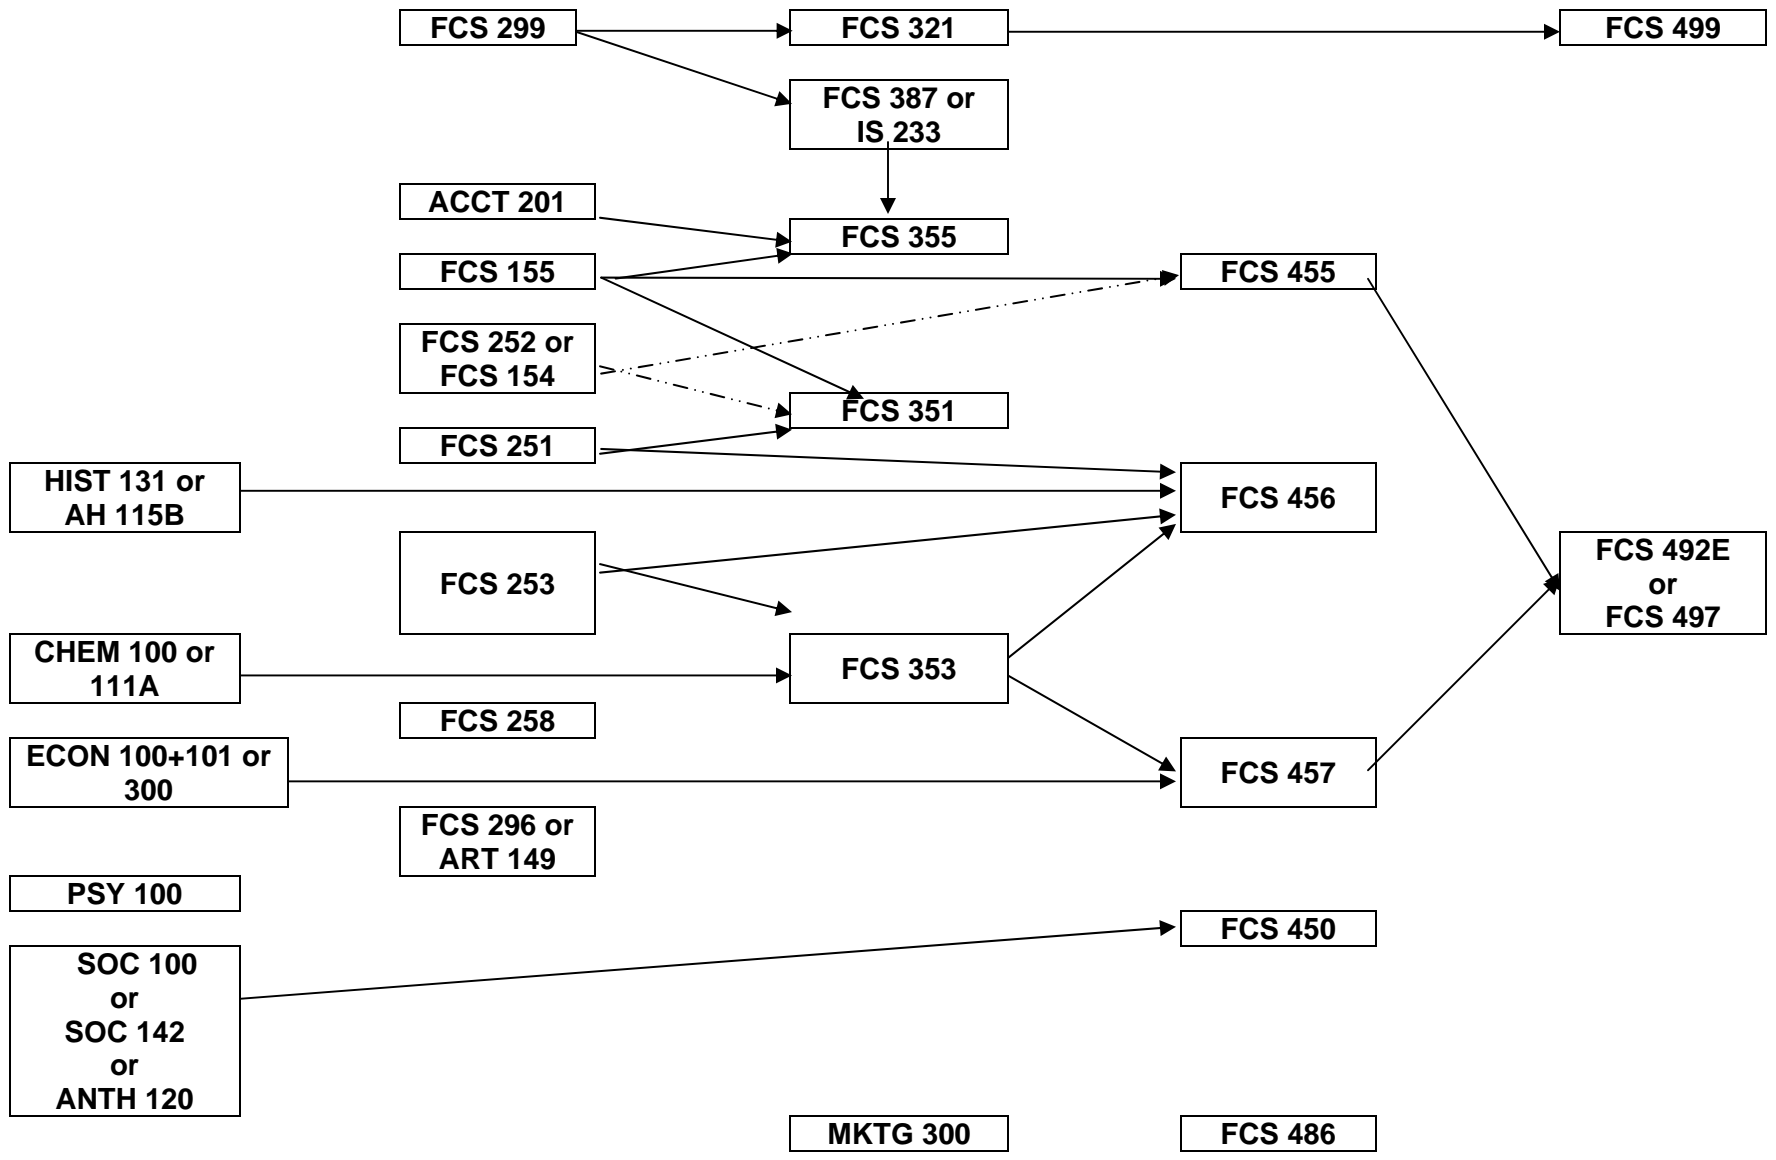 FCS 299
FCS 321
FCS 499
FCS 387 or
IS 233
ACCT 201
FCS 355
FCS 155
FCS 455
FCS 252 or
FCS 154
FCS 351
FCS 251
HIST 131 or
AH 115B
FCS 456
FCS 253
FCS 492E
or
FCS 497
CHEM 100 or
111A
FCS 353
FCS 258
ECON 100+101 or
300
FCS 457
FCS 296 or
ART 149
PSY 100
FCS 450
SOC 100
or
SOC 142
or
ANTH 120
MKTG 300
FCS 486